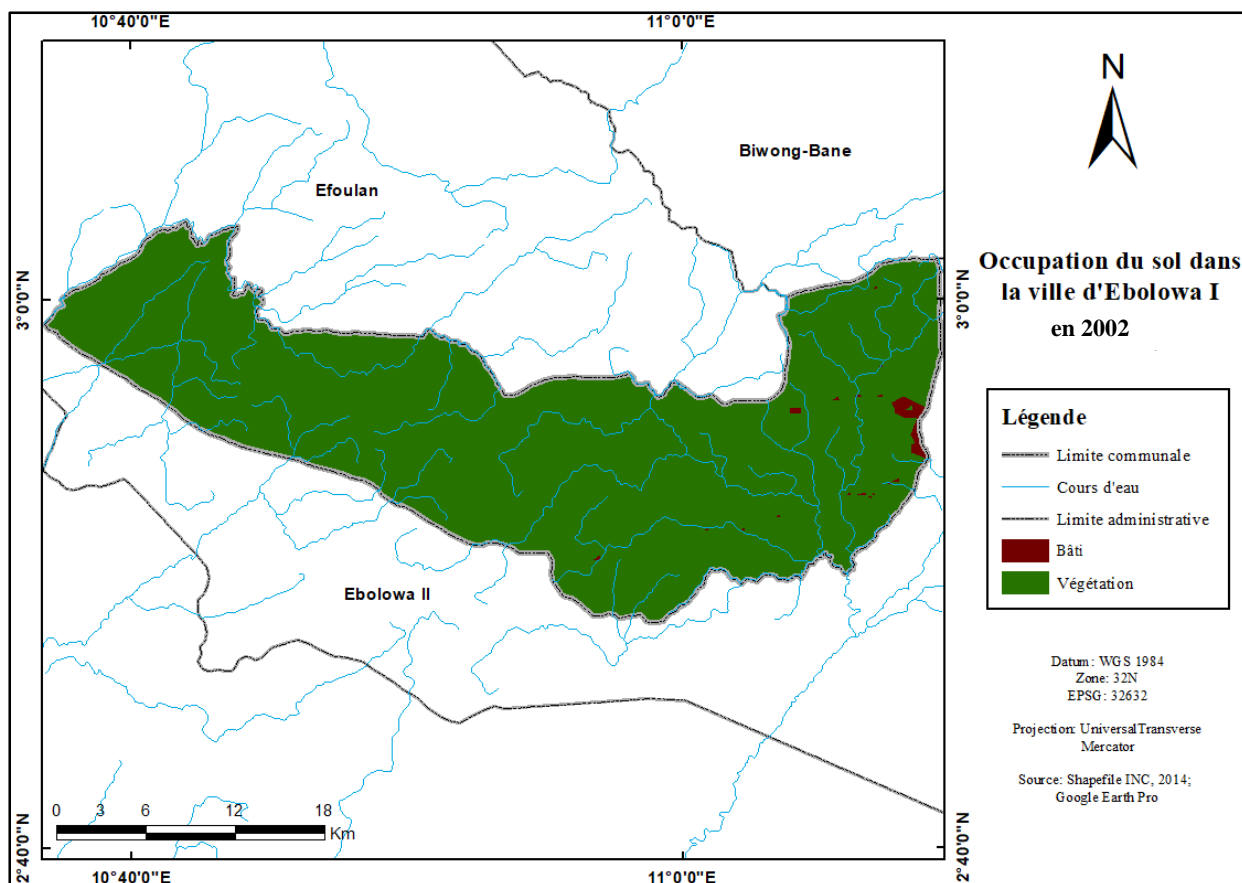 10°40'0"E
11°0'0"E
3°0'0"N
2°40'0"N
Efoulan
Biwong-Bane
Ebolowa II
0 3 6 12 18
Km
3°0'0"N
2°40'0"N
10°40'0"E
11°0'0"E
N
Occupation du sol dans
la ville d'Ebolowa I
en 2002
Légende
Limite communale
Cours d'eau
Limite administrative
Bâti
Végétation
Datum : WGS 1984
Zone: 32N
EPSG : 32632
Projection: Universal Transverse
Mercator
Source: Shapefile INC, 2014;
Google Earth Pro